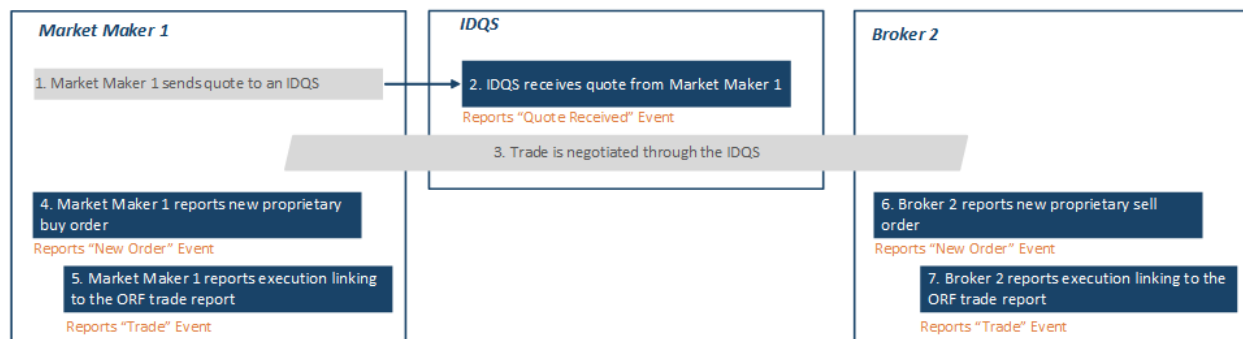 Market Maker 1
IDQS
Broker 2
1. Market Maker 1 sends quote to an IDQS
2. IDQS receives quote from Market Maker 1
Reports “Quote Received” Event
3. Trade is negotiated through the IDQS
4. Market Maker 1 reports new proprietary
buy order
Reports “New Order” Event
5. Market Maker 1 reports execution linking
to the ORF trade report
Reports “Trade” Event
6. Broker 2 reports new proprietary sell
order
Reports “New Order” Event
7. Broker 2 reports execution linking to the
ORF trade report
Reports “Trade” Event